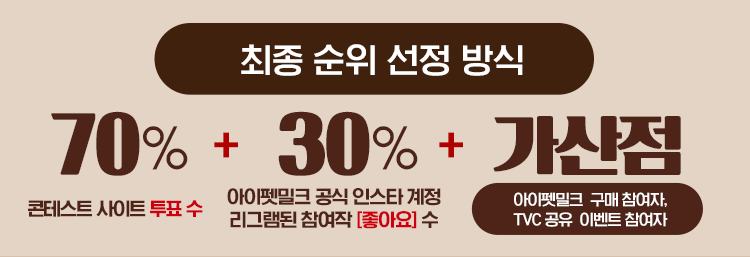 최종 순위 선정 방식
70% + 30% + 가산점
콘테스트 사이트 투표 수
아이펫밀크 공식 인스타 계정
리그램된 참여작 [좋아요] 수
아이펫밀크 구매 참여자,
TVC 공유 이벤트 참여자